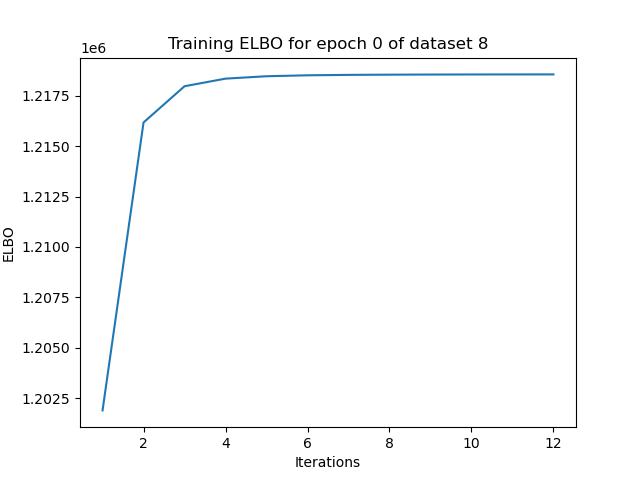 Training ELBO for epoch 0 of dataset 8
1e6
1.2175
1.2150
1.2125
1.2100
1.2075
1.2050
1.2025
ELBO
2 4 6 8 10 12
Iterations